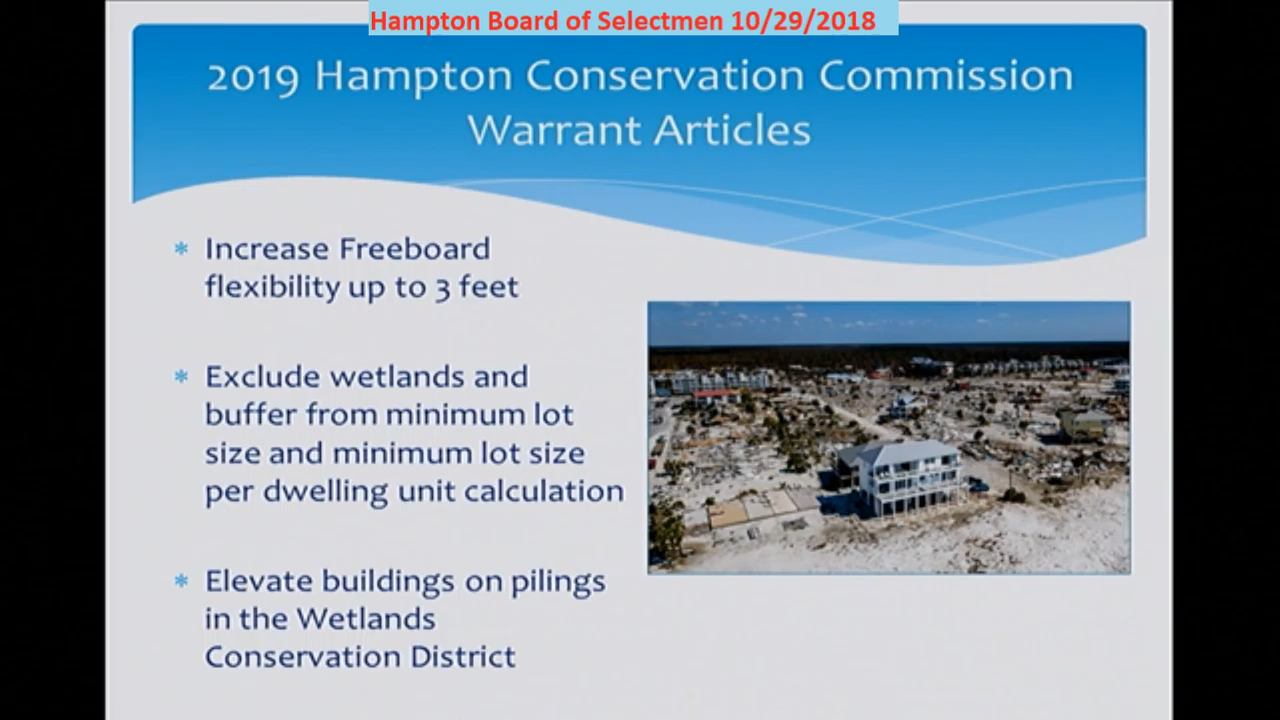 Hampton Board of Selectmen 10/29/2018
2019 Hampton Conservation Commission
Warrant Articles
* Increase Freeboard
flexibility up to 3 feet
* Exclude wetlands and
buffer from minimum lot
size and minimum lot size
per dwelling unit calculation
* Elevate buildings on pilings
in the Wetlands
Conservation District